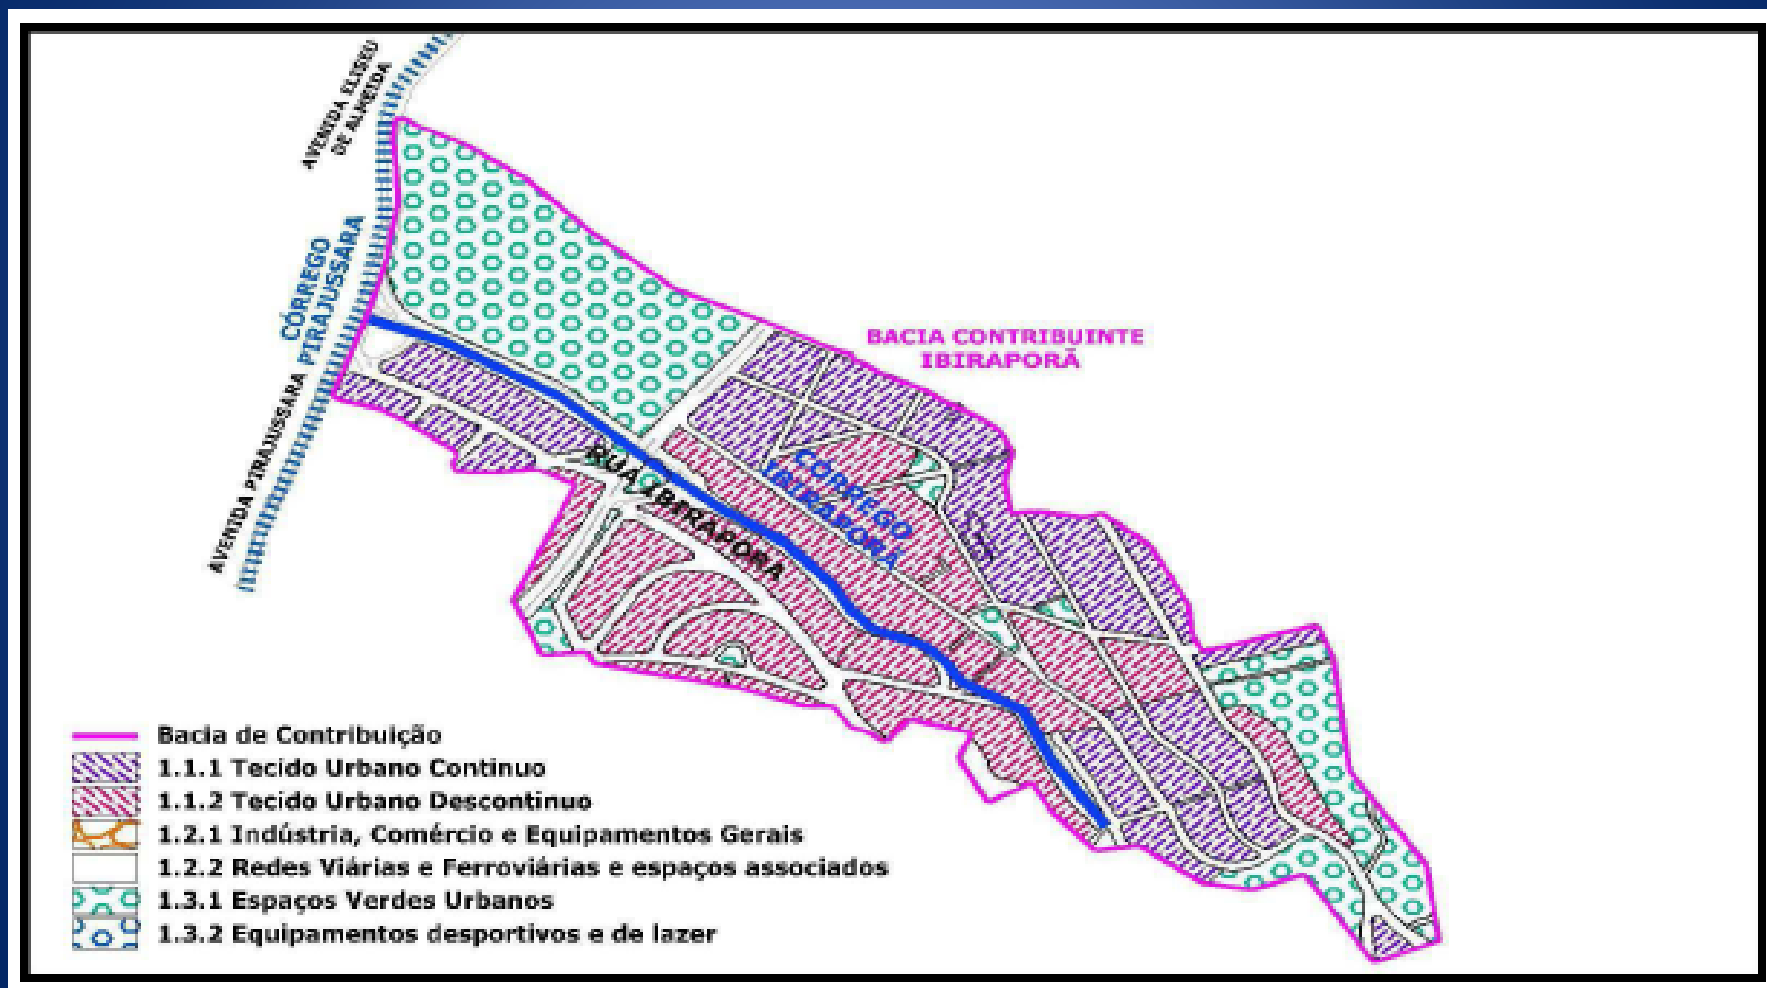 AVENIDA ELISEU
DE ALMEIDA
CÓRREGO
PIRAJUSSARA
AVENIDA PIRAJUSSARA
BACIA CONTRIBUINTE
IBIRAPORÃ
CÓRREGO
IBIRAPORÃ
RUA IBIRAPORÃ
Bacia de Contribuição
1.1.1 Tecido Urbano Continuo
1.1.2 Tecido Urbano Descontinuo
1.2.1 Indústria, Comércio e Equipamentos Gerais
1.2.2 Redes Viárias e Ferroviárias e espaços associados
1.3.1 Espaços Verdes Urbanos
1.3.2 Equipamentos desportivos e de lazer